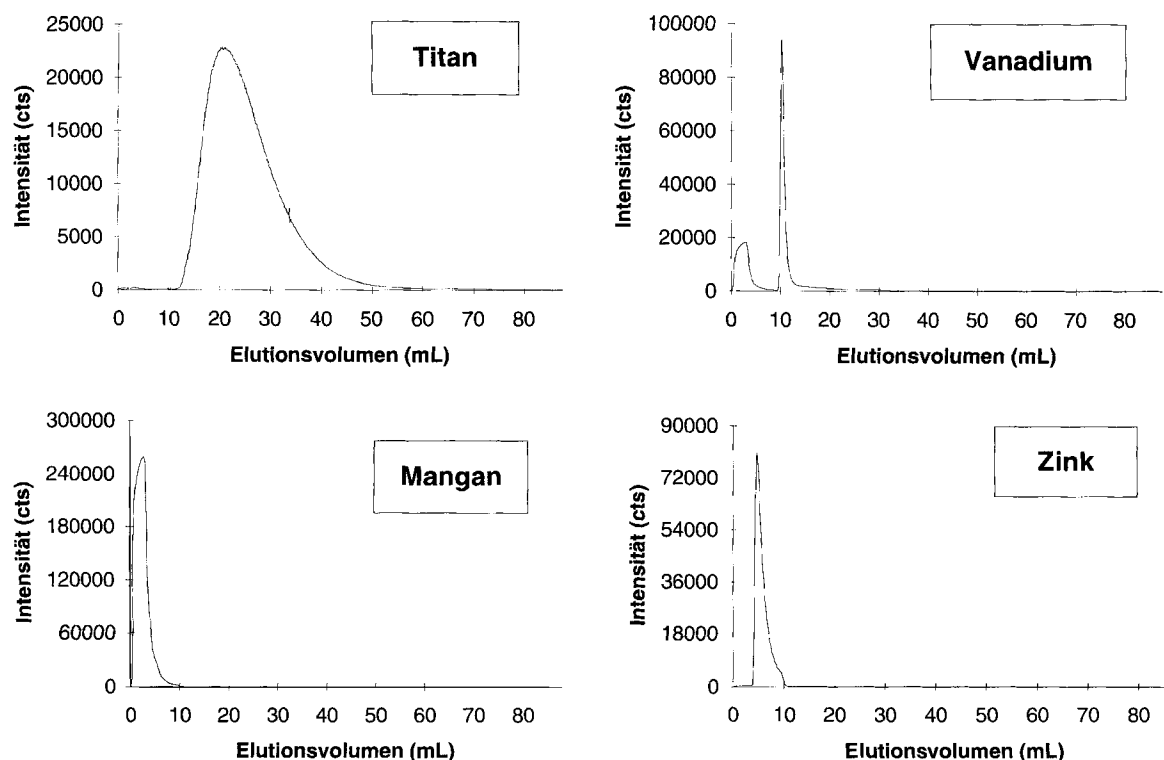 Titan
Intensität (cts)
25000
20000
15000
10000
5000
0
0 10 20 30 40 50 60 70 80
Elutionsvolumen (mL)
Vanadium
Intensität (cts)
100000
80000
60000
40000
20000
0
0 10 20 30 40 50 60 70 80
Elutionsvolumen (mL)
Mangan
Intensität (cts)
300000
240000
180000
120000
60000
0
0 10 20 30 40 50 60 70 80
Elutionsvolumen (mL)
Zink
Intensität (cts)
90000
72000
54000
36000
18000
0
0 10 20 30 40 50 60 70 80
Elutionsvolumen (mL)